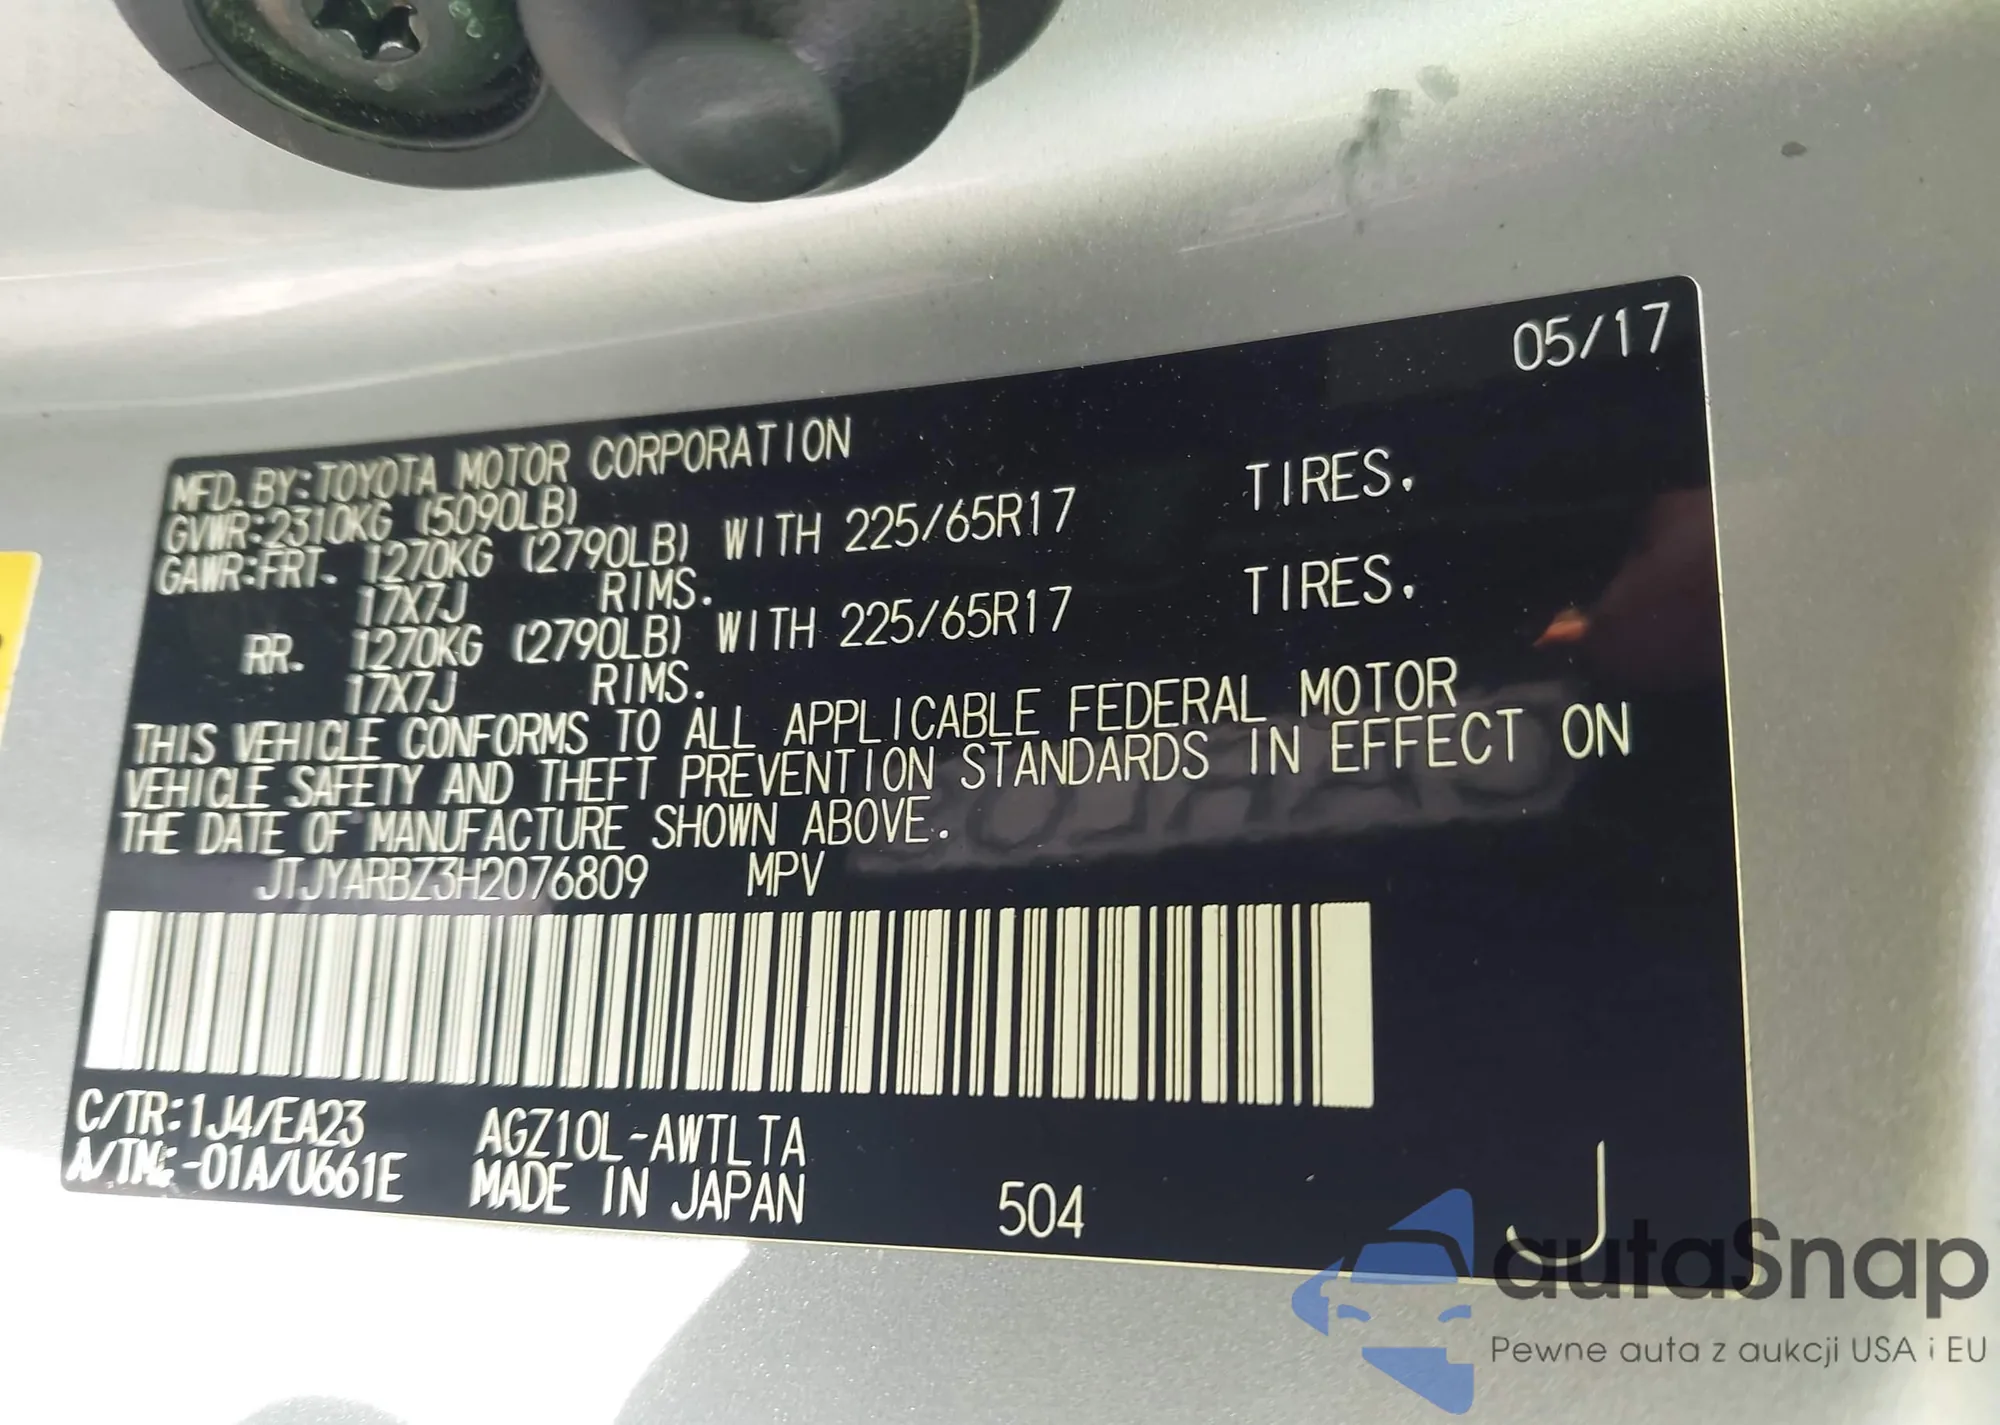 05/17
MFD. BY: TOYOTA MOTOR CORPORATION
GVWR: 2310KG (5090LB)
GAWR: FRT. 1270KG (2790LB) WITH 225/65R17 TIRES.
17X7J RIMS.
RR. 1270KG (2790LB) WITH 225/65R17 TIRES.
17X7J RIMS.
THIS VEHICLE CONFORMS TO ALL APPLICABLE FEDERAL MOTOR
VEHICLE SAFETY AND THEFT PREVENTION STANDARDS IN EFFECT ON
THE DATE OF MANUFACTURE SHOWN ABOVE.
JTJYARBZ3H2076809 MPV
C/TR: 1J4/EA23 AGZ10L-AWTLTA
A/TM: -01A/U661E MADE IN JAPAN 504 J
autaSnap
Pewne auta z aukcji USA i EU